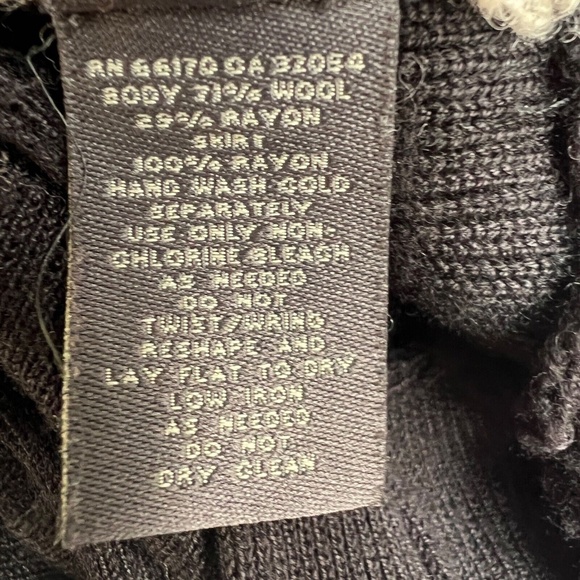 RN 66170 CA 32054
BODY 71% WOOL
29% RAYON
SKIRT
100% RAYON
HAND WASH COLD
SEPARATELY
USE ONLY NON-
CHLORINE BLEACH
AS NEEDED
DO NOT
TWIST/WRING
RESHAPE AND
LAY FLAT TO DRY
LOW IRON
AS NEEDED
DO NOT
DRY CLEAN